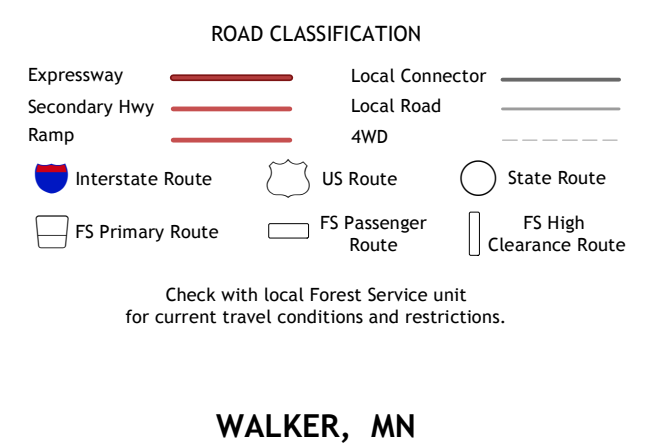 ROAD CLASSIFICATION
Expressway
Local Connector
Secondary Hwy
Local Road
Ramp
4WD
Interstate Route
US Route
State Route
FS Primary Route
FS Passenger
Route
FS High
Clearance Route
Check with local Forest Service unit
for current travel conditions and restrictions.
WALKER, MN